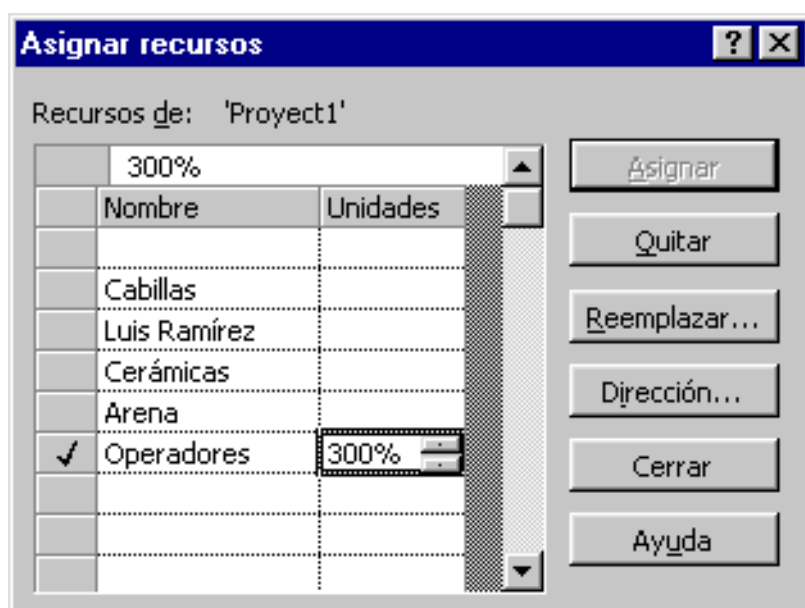 Asignar recursos
Recursos de: 'Proyect1'
300%
Nombre Unidades
Cabillas
Luis Ramírez
Cerámicas
Arena
Operadores 300%
Asignar
Quitar
Reemplazar...
Dirección...
Cerrar
Ayuda